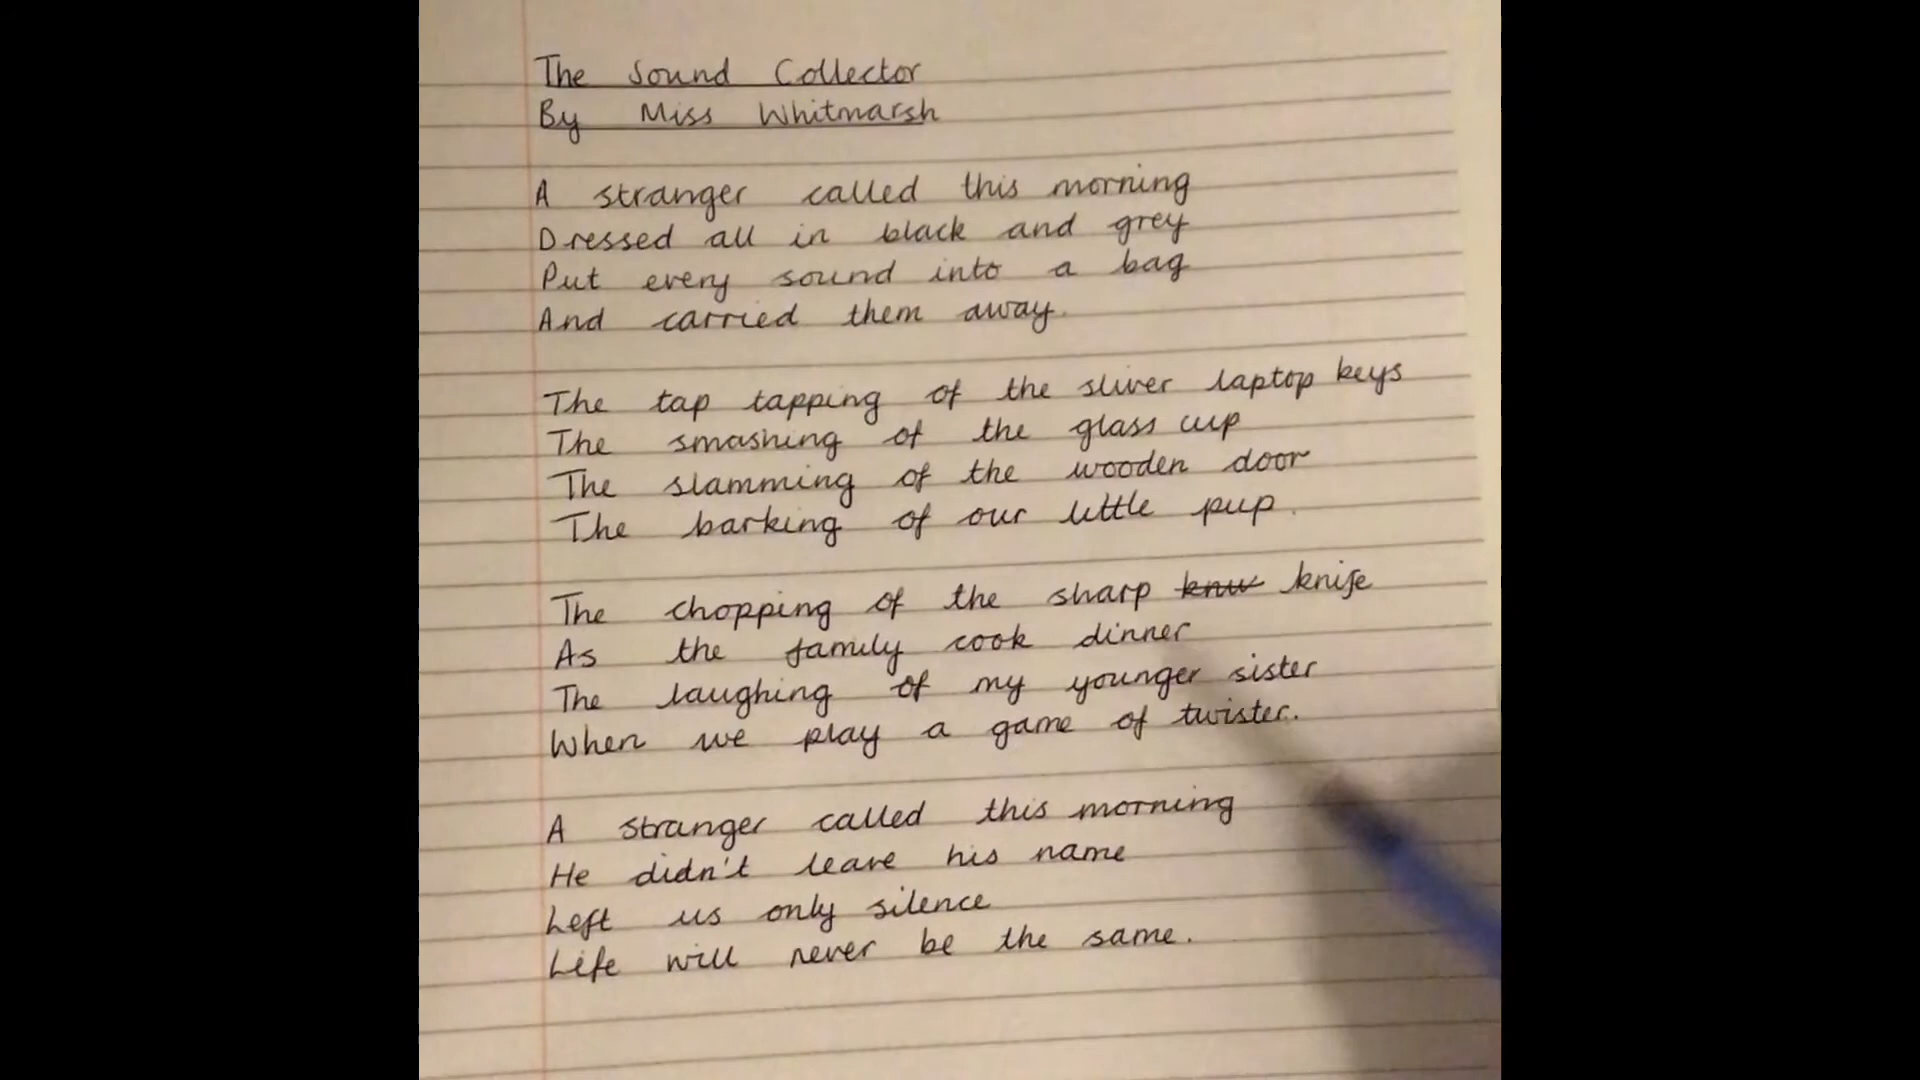 The Sound Collector
By Miss Whitmarsh
A stranger called this morning
Dressed all in black and grey
Put every sound into a bag
And carried them away.
The tap tapping of the sliver laptop keys
The smashing of the glass cup
The slamming of the wooden door
The barking of our little pup.
The chopping of the sharp knife
As the family cook dinner
The laughing of my younger sister
When we play a game of twister.
A stranger called this morning
He didn't leave his name
Left us only silence
Life will never be the same.